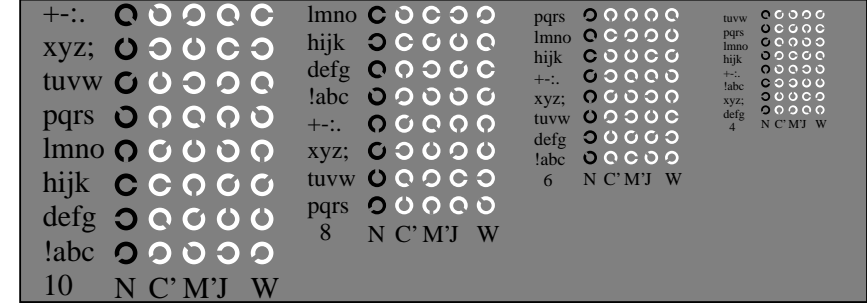 +-:.
xyz;
tuvw
pqrs
lmno
hijk
defg
!abc
10 N C' M'J W
lmno
hijk
defg
!abc
+-:.
xyz;
tuvw
pqrs
8 N C' M'J W
pqrs
lmno
hijk
+-:.
xyz;
tuvw
defg
!abc
6 N C' M'J W
tuvw
pqrs
lmno
hijk
+-:.
!abc
xyz;
defg
4 N C' M'J W